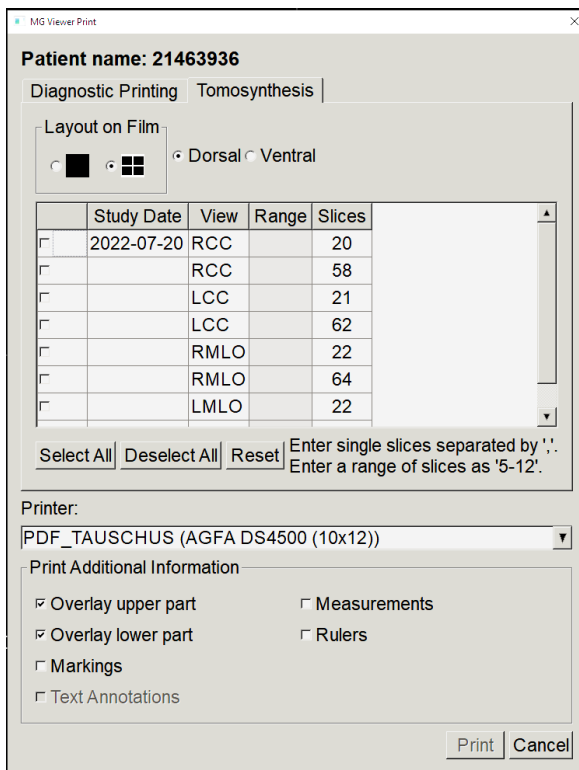 MG Viewer Print
Patient name: 21463936
Diagnostic Printing Tomosynthesis
Layout on Film
Dorsal Ventral
Study Date View Range Slices
2022-07-20 RCC 20
RCC 58
LCC 21
LCC 62
RMLO 22
RMLO 64
LMLO 22
Select All Deselect All Reset Enter single slices separated by ','.
Enter a range of slices as '5-12'.
Printer:
PDF_TAUSCHUS (AGFA DS4500 (10x12))
Print Additional Information
Overlay upper part Measurements
Overlay lower part Rulers
Markings
Text Annotations
Print Cancel